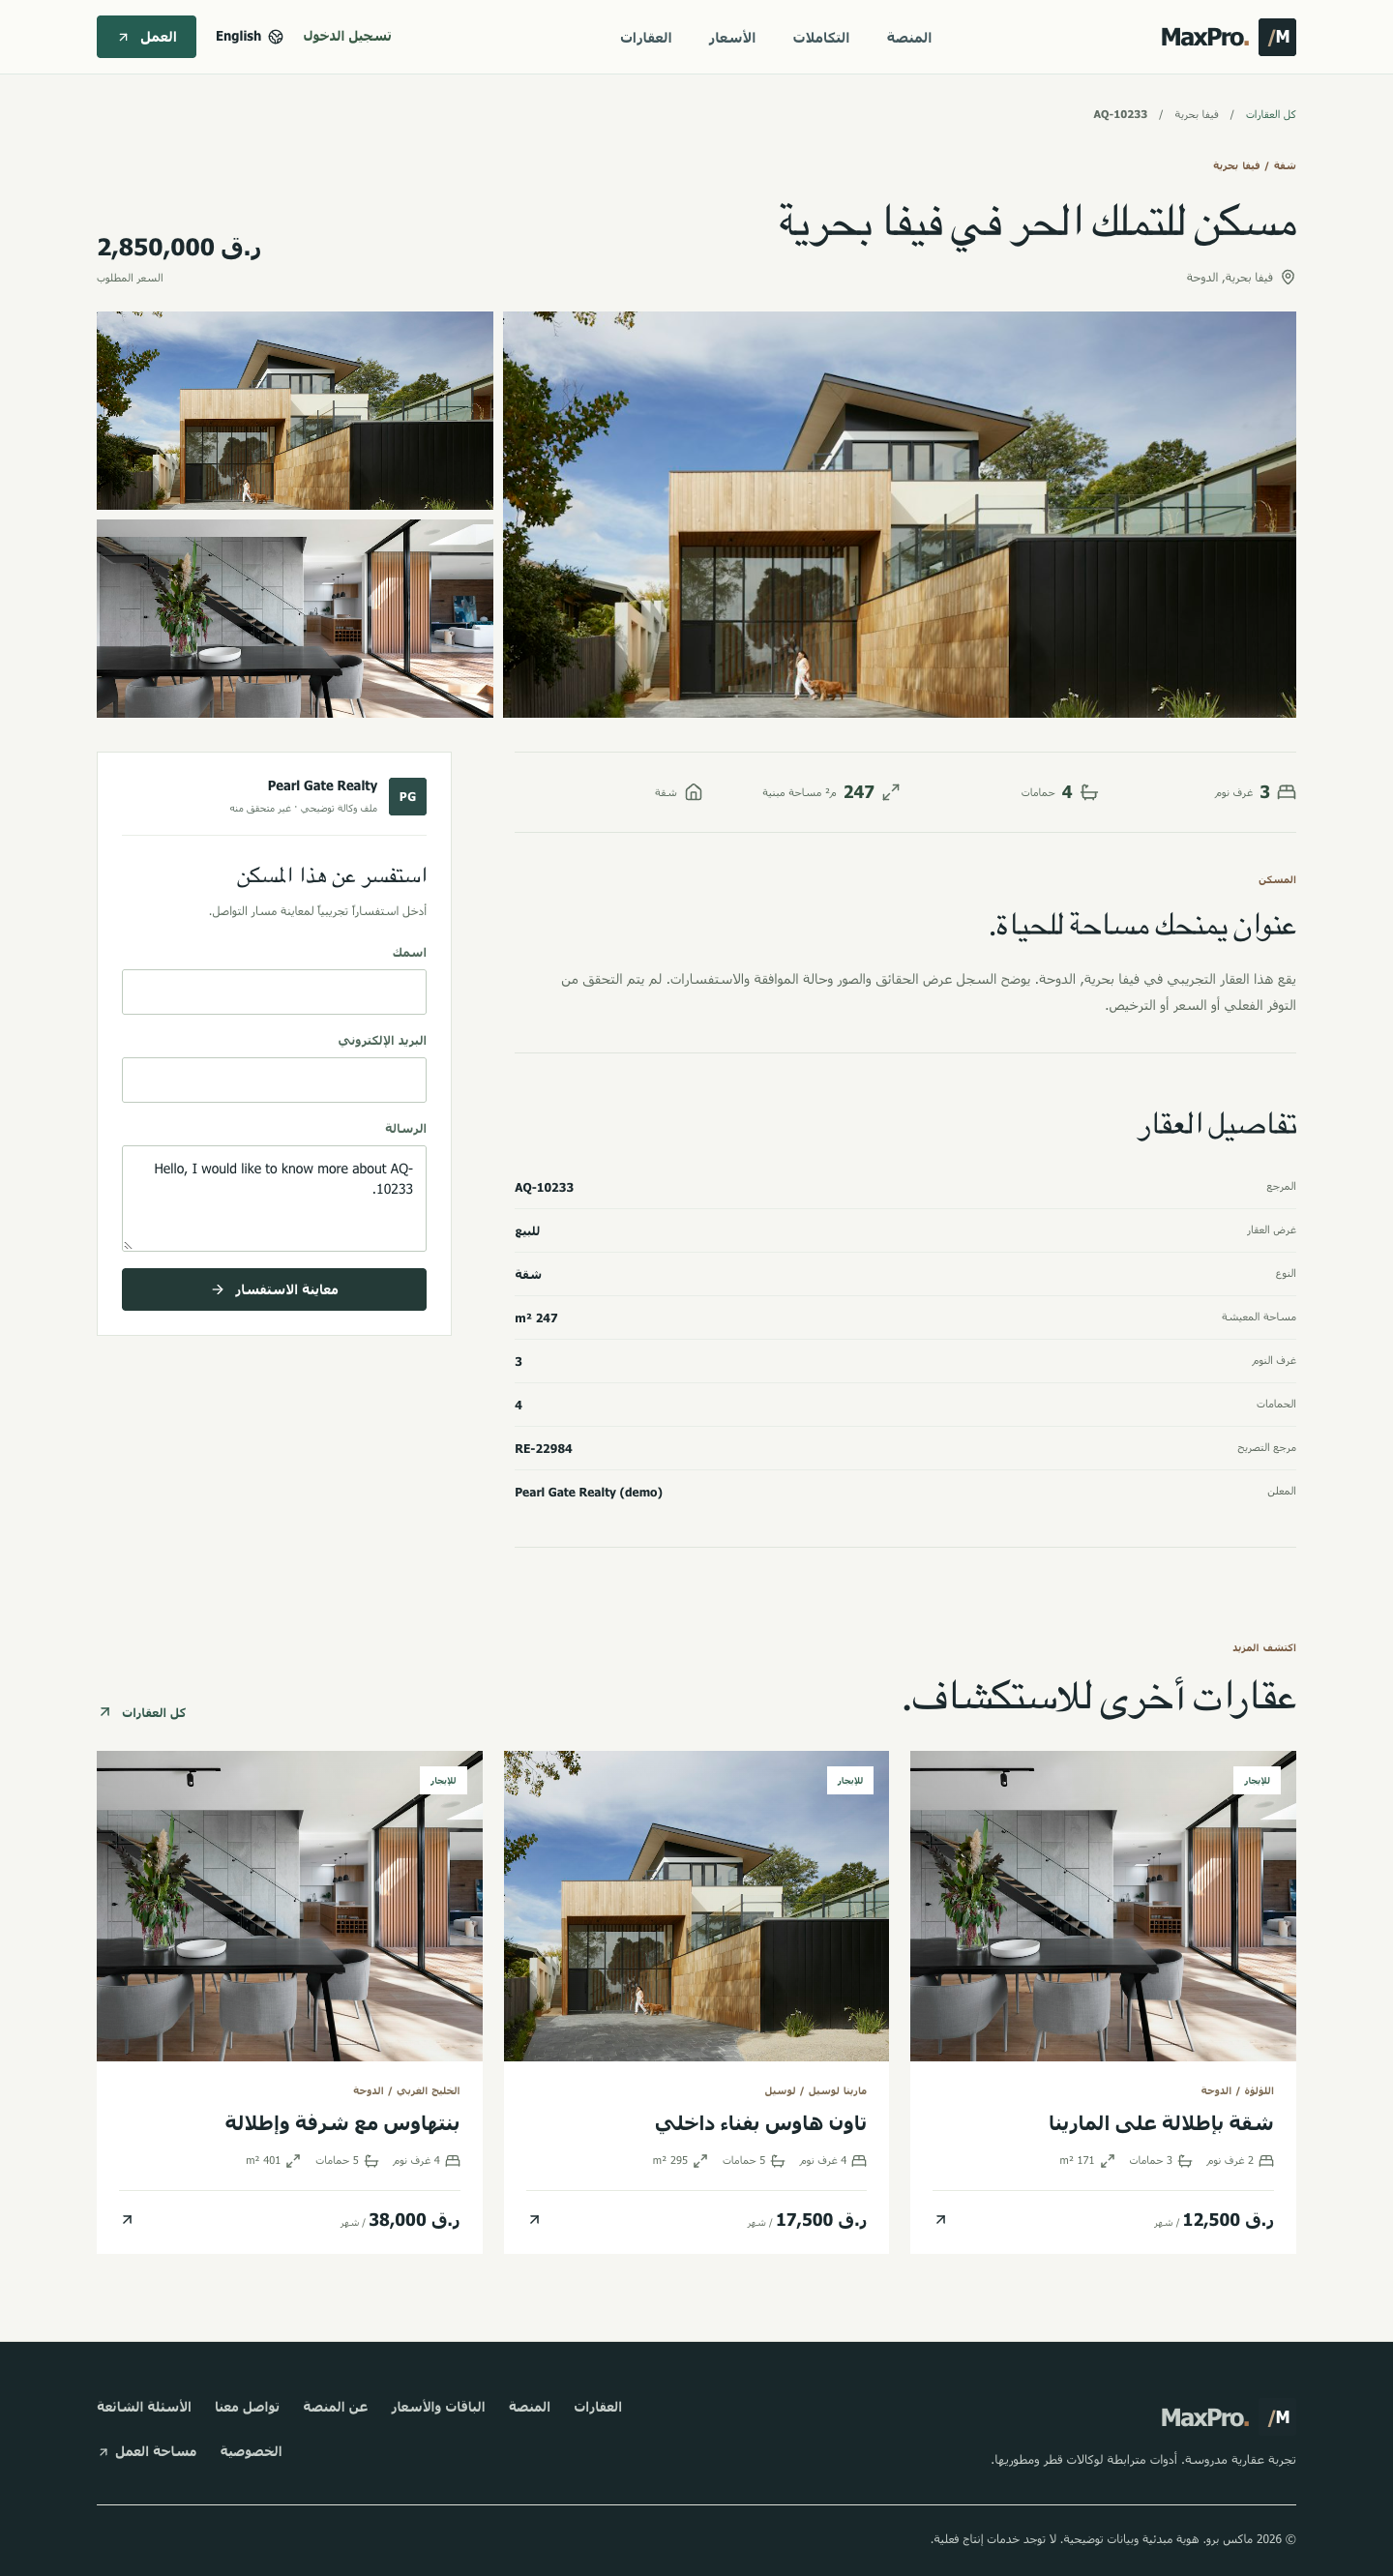 M/ MaxPro.
المنصة
التكاملات
الأسعار
العقارات
تسجيل الدخول
English
العمل
كل العقارات / فيفا بحرية / AQ-10233
شقة / فيفا بحرية
مسكن للتملك الحر في فيفا بحرية
فيفا بحرية, الدوحة
ر.ق 2,850,000
السعر المطلوب
3 غرف نوم
4 حمامات
247 م² مساحة مبنية
شقة
المسكن
عنوان يمنحك مساحة للحياة.
يقع هذا العقار التجريبي في فيفا بحرية, الدوحة. يوضح السجل عرض الحقائق والصور وحالة الموافقة والاستفسارات. لم يتم التحقق من
التوفر الفعلي أو السعر أو الترخيص.
تفاصيل العقار
المرجع AQ-10233
غرض العقار للبيع
النوع شقة
مساحة المعيشة 247 m²
غرف النوم 3
الحمامات 4
مرجع التصريح RE-22984
المعلن Pearl Gate Realty (demo)
PG
Pearl Gate Realty
ملف وكالة توضيحي · غير متحقق منه
استفسر عن هذا المسكن
أدخل استفساراً تجريبياً لمعاينة مسار التواصل.
اسمك
البريد الإلكتروني
الرسالة
Hello, I would like to know more about AQ-
10233.
معاينة الاستفسار
اكتشف المزيد
عقارات أخرى للاستكشاف.
كل العقارات
للإيجار
اللؤلؤة / الدوحة
شقة بإطلالة على المارينا
2 غرف نوم 3 حمامات 171 m²
ر.ق 12,500 / شهر
للإيجار
مارينا لوسيل / لوسيل
تاون هاوس بفناء داخلي
4 غرف نوم 5 حمامات 295 m²
ر.ق 17,500 / شهر
للإيجار
الخليج الغربي / الدوحة
بنتهاوس مع شرفة وإطلالة
4 غرف نوم 5 حمامات 401 m²
ر.ق 38,000 / شهر
M/ MaxPro.
تجربة عقارية مدروسة. أدوات مترابطة لوكالات قطر ومطوريها.
العقارات
المنصة
الباقات والأسعار
عن المنصة
تواصل معنا
الأسئلة الشائعة
الخصوصية
مساحة العمل
© 2026 ماكس برو. هوية مبدئية وبيانات توضيحية. لا توجد خدمات إنتاج فعلية.